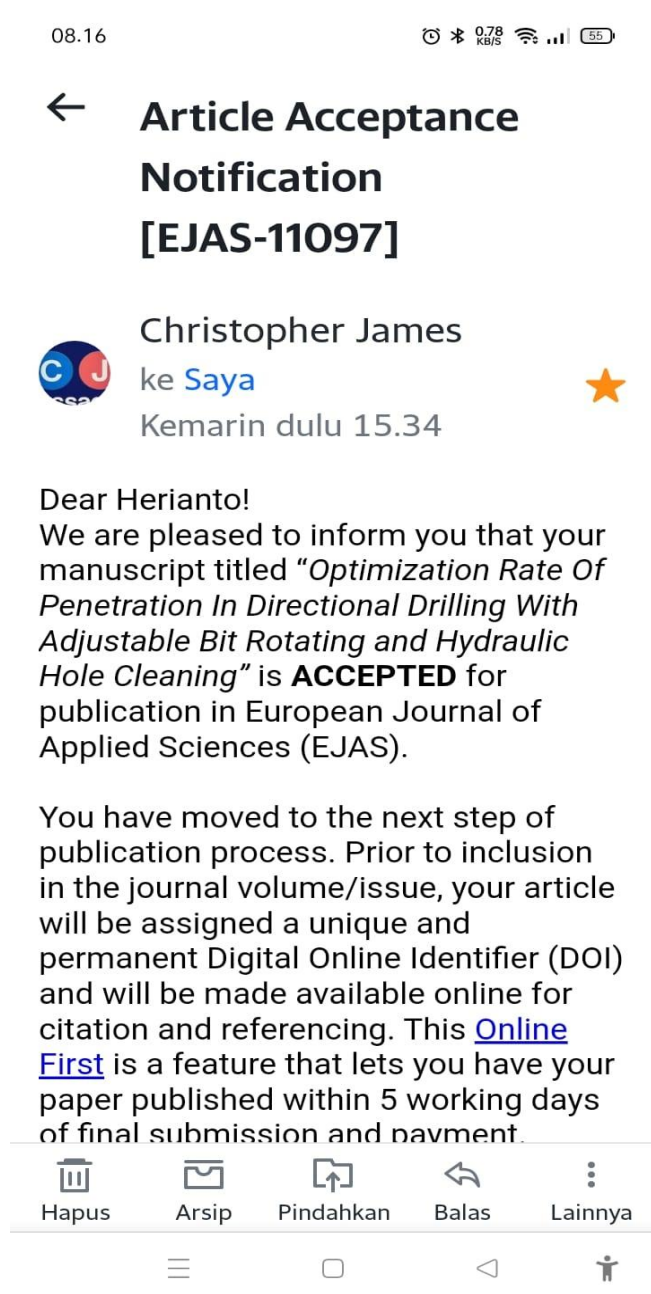 08.16
0.78
KB/S
55
Article Acceptance
Notification
[EJAS-11097]
Christopher James
C J
ke Saya
Kemarin dulu 15.34
Dear Herianto!
We are pleased to inform you that your
manuscript titled “Optimization Rate Of
Penetration In Directional Drilling With
Adjustable Bit Rotating and Hydraulic
Hole Cleaning” is ACCEPTED for
publication in European Journal of
Applied Sciences (EJAS).
You have moved to the next step of
publication process. Prior to inclusion
in the journal volume/issue, your article
will be assigned a unique and
permanent Digital Online Identifier (DOI)
and will be made available online for
citation and referencing. This Online
First is a feature that lets you have your
paper published within 5 working days
of final submission and payment.
Hapus Arsip Pindahkan Balas Lainnya